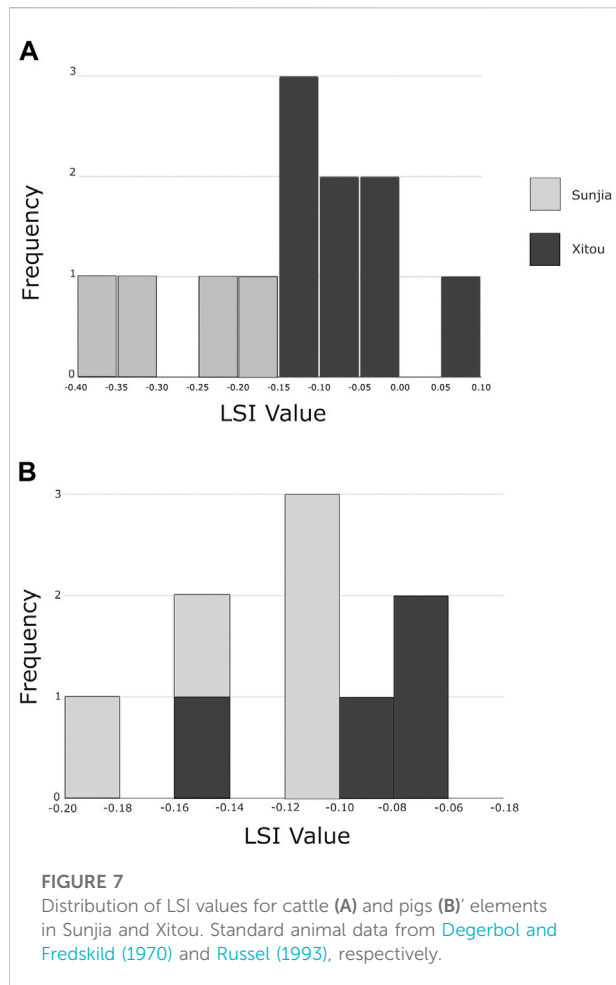 A
3
2
1
0
Frequency
-0.40 -0.35 -0.30 -0.25 -0.20 -0.15 -0.10 -0.05 0.00 0.05 0.10
LSI Value
Sunjia
Xitou
B
3
2
1
0
Frequency
-0.20 -0.18 -0.16 -0.14 -0.12 -0.10 -0.08 -0.06 -0.18
LSI Value
FIGURE 7
Distribution of LSI values for cattle (A) and pigs (B)’ elements
in Sunjia and Xitou. Standard animal data from Degerbol and
Fredskild (1970) and Russel (1993), respectively.